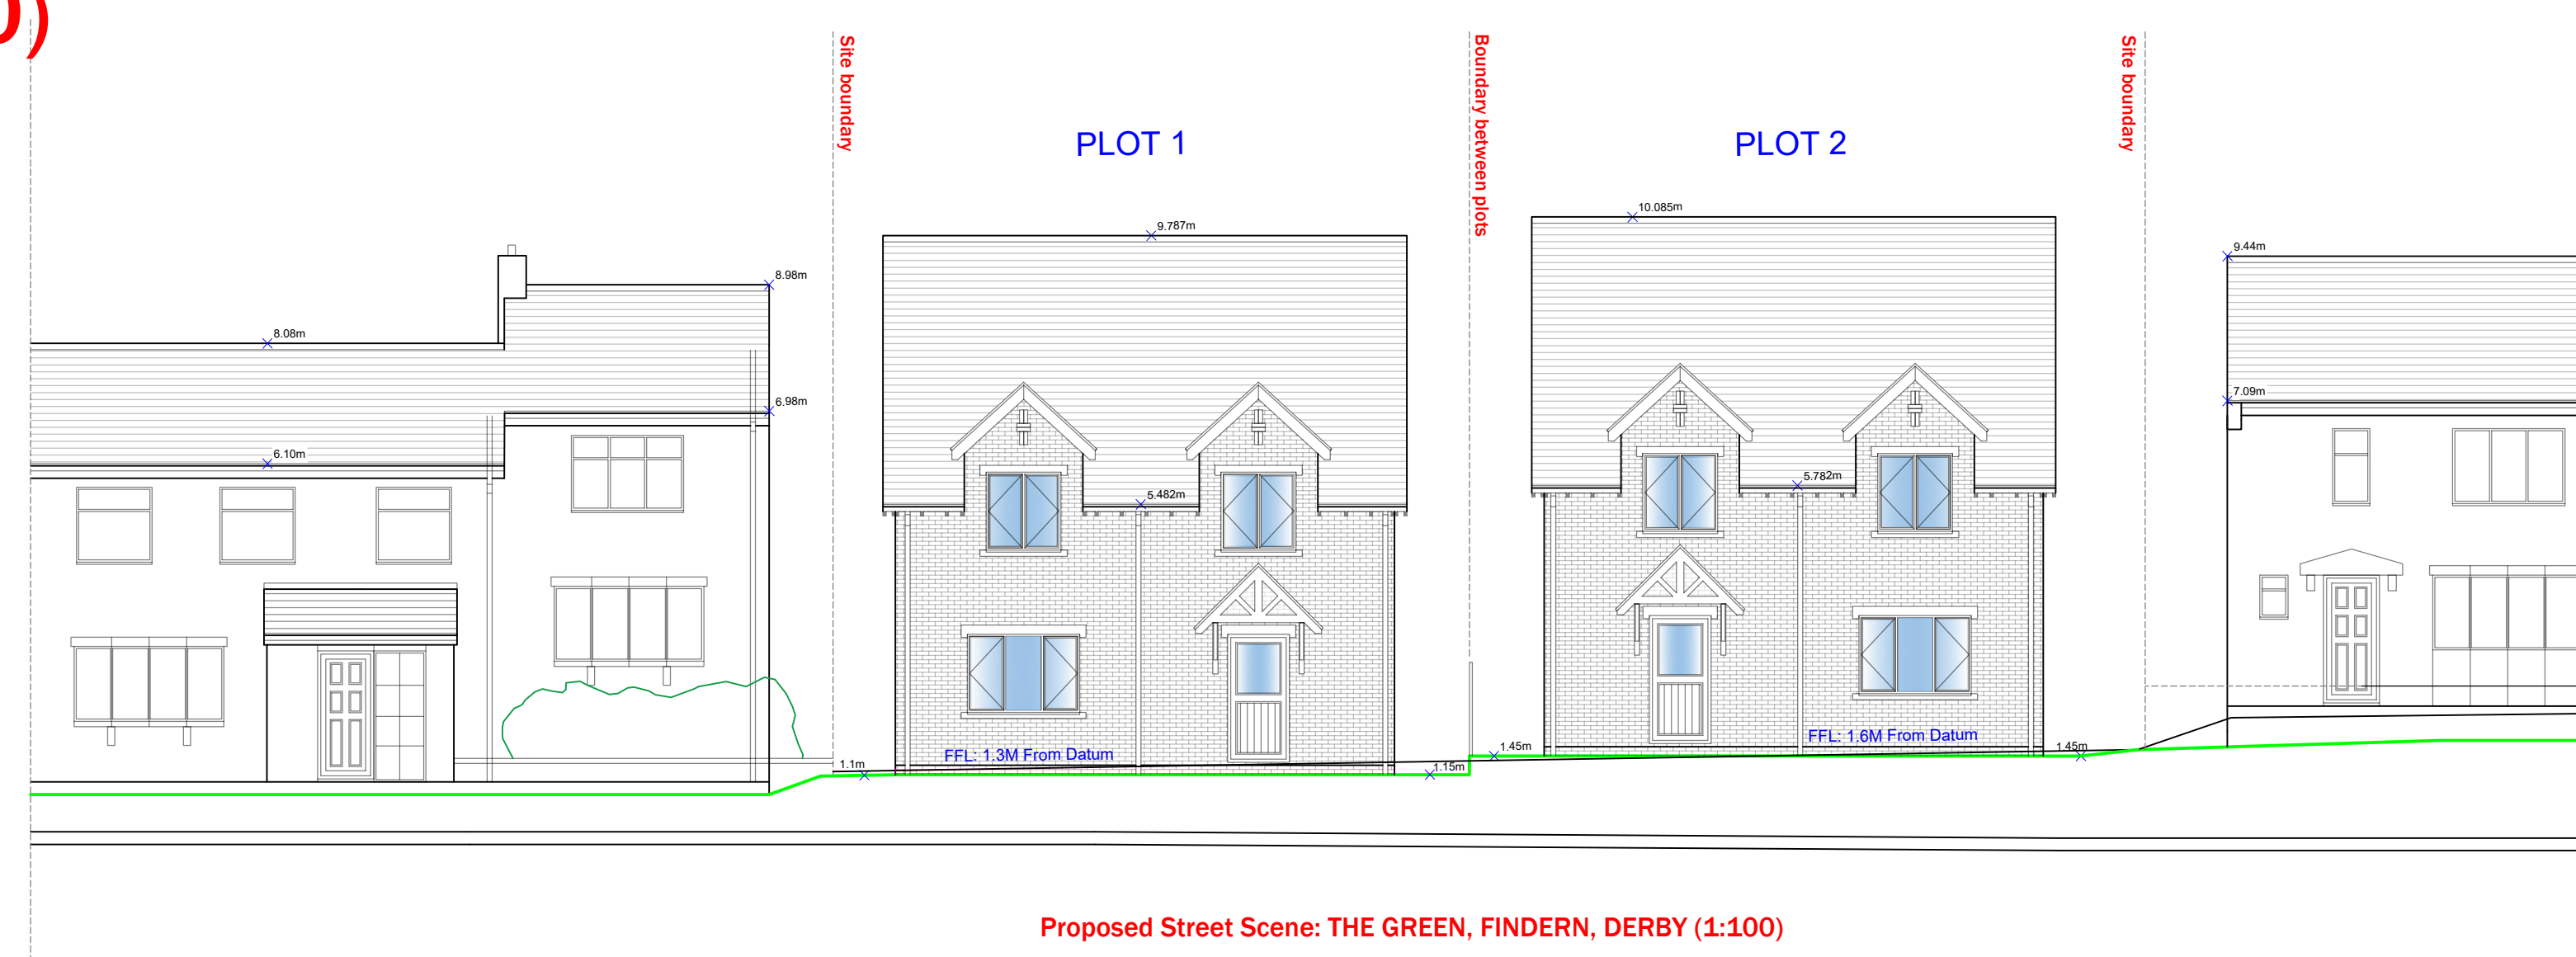 )
Site boundary
Boundary between plots
Site boundary
PLOT 1
PLOT 2
10.085m
9.787m
9.44m
8.98m
8.08m
7.09m
6.98m
6.10m
5.782m
5.482m
FFL: 1.6M From Datum
1.45m
1.45m
FFL: 1.3M From Datum
1.1m
1.15m
Proposed Street Scene: THE GREEN, FINDERN, DERBY (1:100)